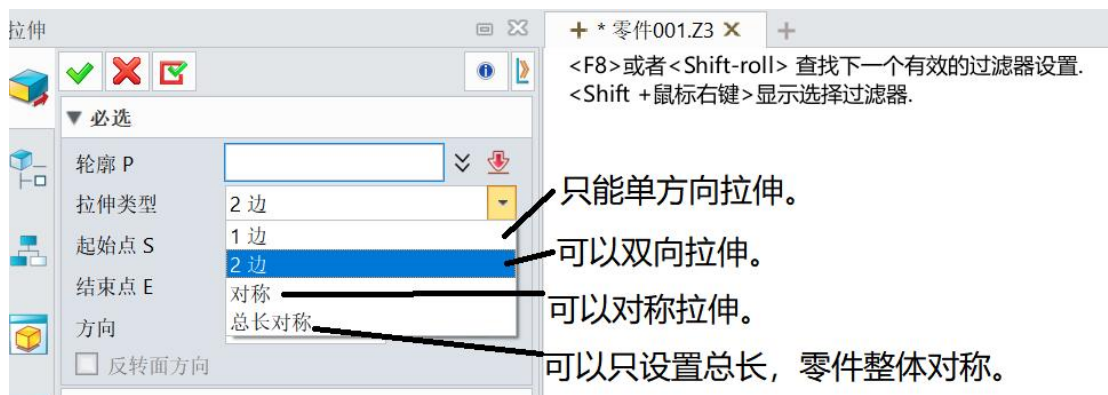 拉伸
* 零件001.Z3
<F8>或者<Shift-roll> 查找下一个有效的过滤器设置.
<Shift +鼠标右键>显示选择过滤器.
必选
轮廓 P
拉伸类型
2 边
只能单方向拉伸。
起始点 S
1 边
2 边
可以双向拉伸。
结束点 E
对称
可以对称拉伸。
方向
总长对称
反转面方向
可以只设置总长，零件整体对称。